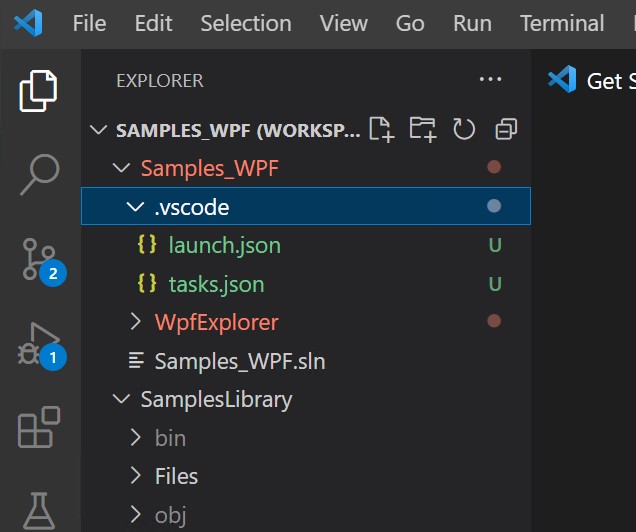 File Edit Selection View Go Run Terminal
EXPLORER ...
Get S
SAMPLES_WPF (WORKSP...
Samples_WPF
.vscode
{} launch.json U
2
{} tasks.json U
WpfExplorer
1
Samples_WPF.sln
SamplesLibrary
bin
Files
obj